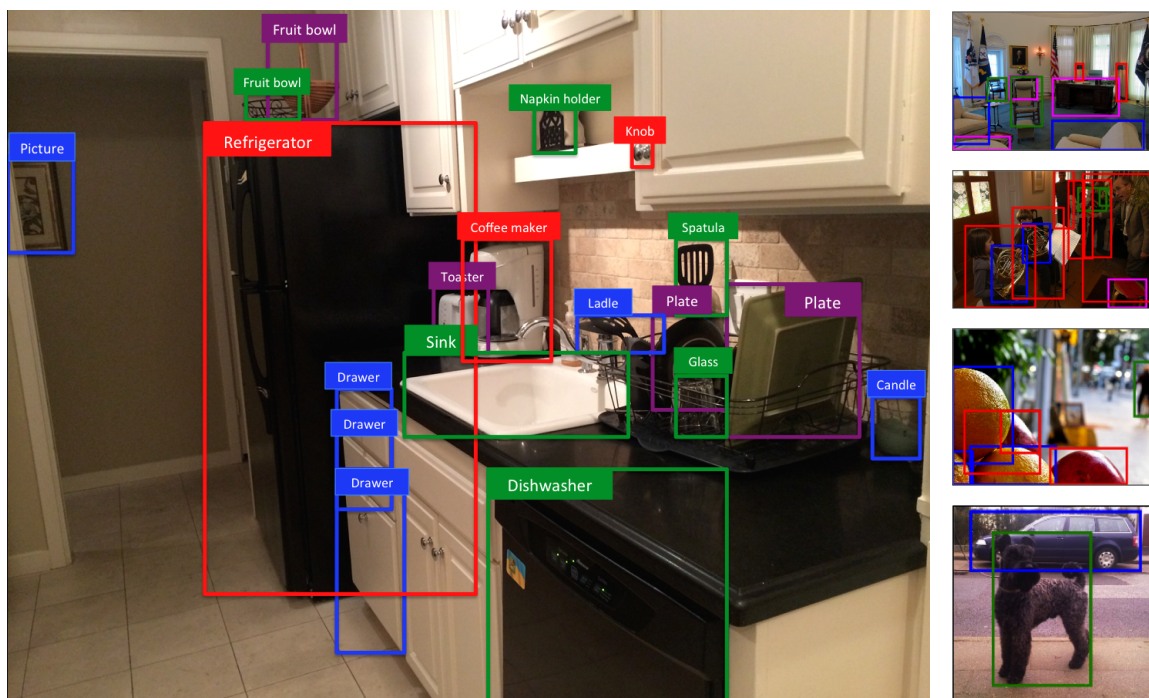 Fruit bowl
Fruit bowl
Napkin holder
Knob
Refrigerator
Picture
Coffee maker
Spatula
Toaster
Ladle
Plate
Plate
Sink
Glass
Drawer
Candle
Drawer
Drawer
Dishwasher